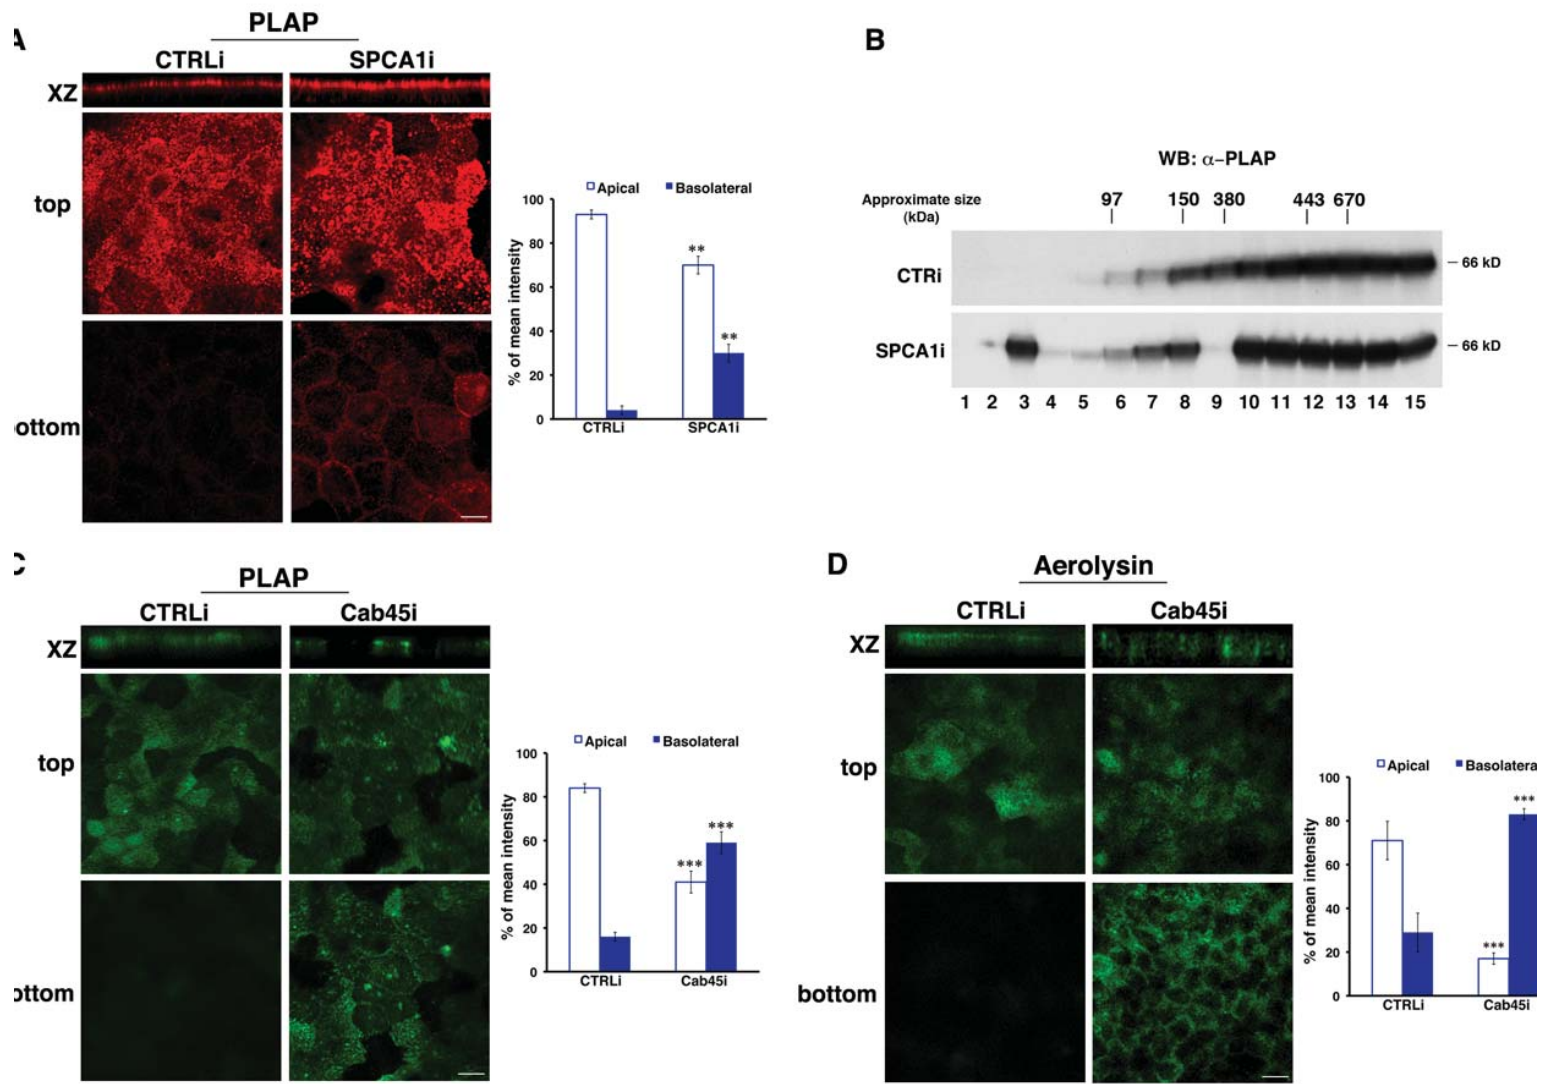 A
PLAP
CTRLi SPCA1i
XZ
top
ottom
Apical Basolateral
% of mean intensity
100
80
60
40
20
0
**
**
CTRLi SPCA1i
B
WB: α-PLAP
Approximate size
(kDa)
97 150 380 443 670
CTRi
66 kD
SPCA1i
66 kD
1 2 3 4 5 6 7 8 9 10 11 12 13 14 15
C
PLAP
CTRLi Cab45i
XZ
top
ottom
Apical Basolateral
% of mean intensity
100
80
60
40
20
0
***
***
CTRLi Cab45i
D
Aerolysin
CTRLi Cab45i
XZ
top
bottom
Apical Basolatera
% of mean intensity
100
80
60
40
20
0
***
***
CTRLi Cab45i